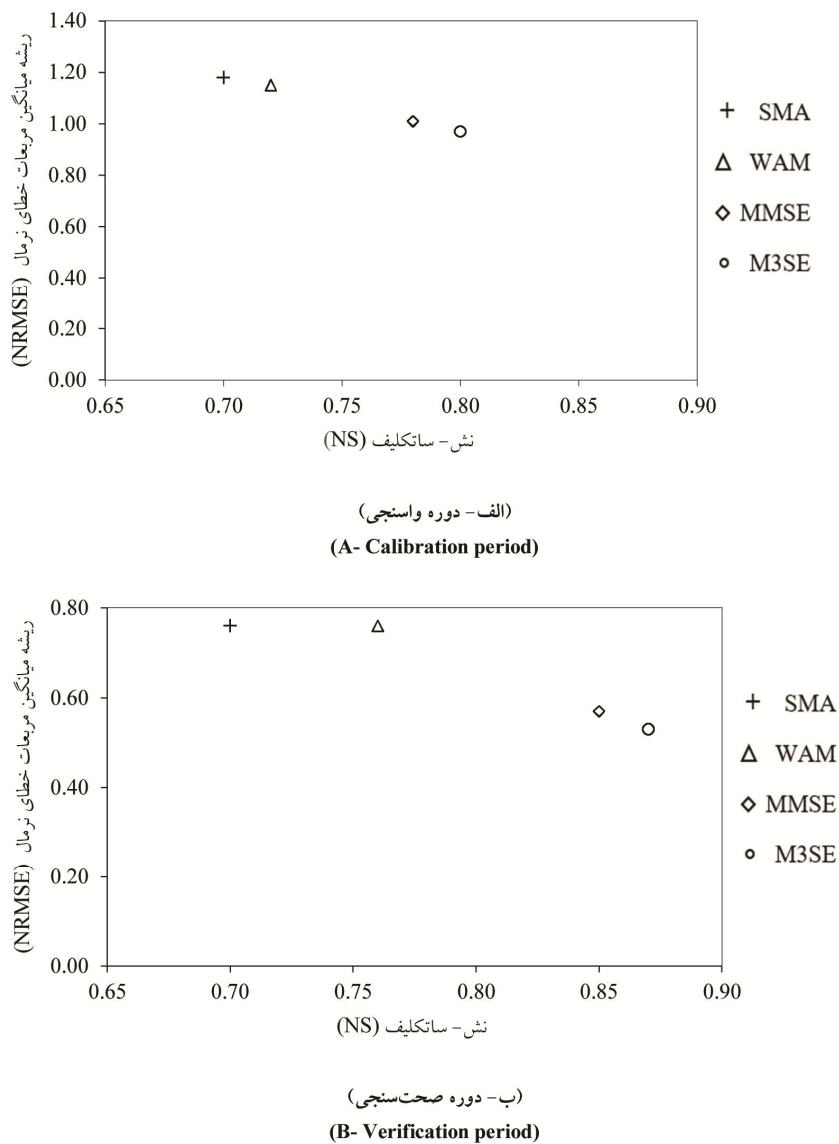 1.40
1.20
1.00
0.80
0.60
0.40
0.20
0.00
ریشه میانگین مربعات خطای نرمال (NRMSE)
0.65 0.70 0.75 0.80 0.85 0.90
نش- ساتکلیف (NS)
SMA
WAM
MMSE
M3SE
(الف- دوره واسنجی)
(A- Calibration period)
0.80
0.60
0.40
0.20
0.00
ریشه میانگین مربعات خطای نرمال (NRMSE)
0.65 0.70 0.75 0.80 0.85 0.90
نش- ساتکلیف (NS)
SMA
WAM
MMSE
M3SE
(ب- دوره صحت‌سنجی)
(B- Verification period)